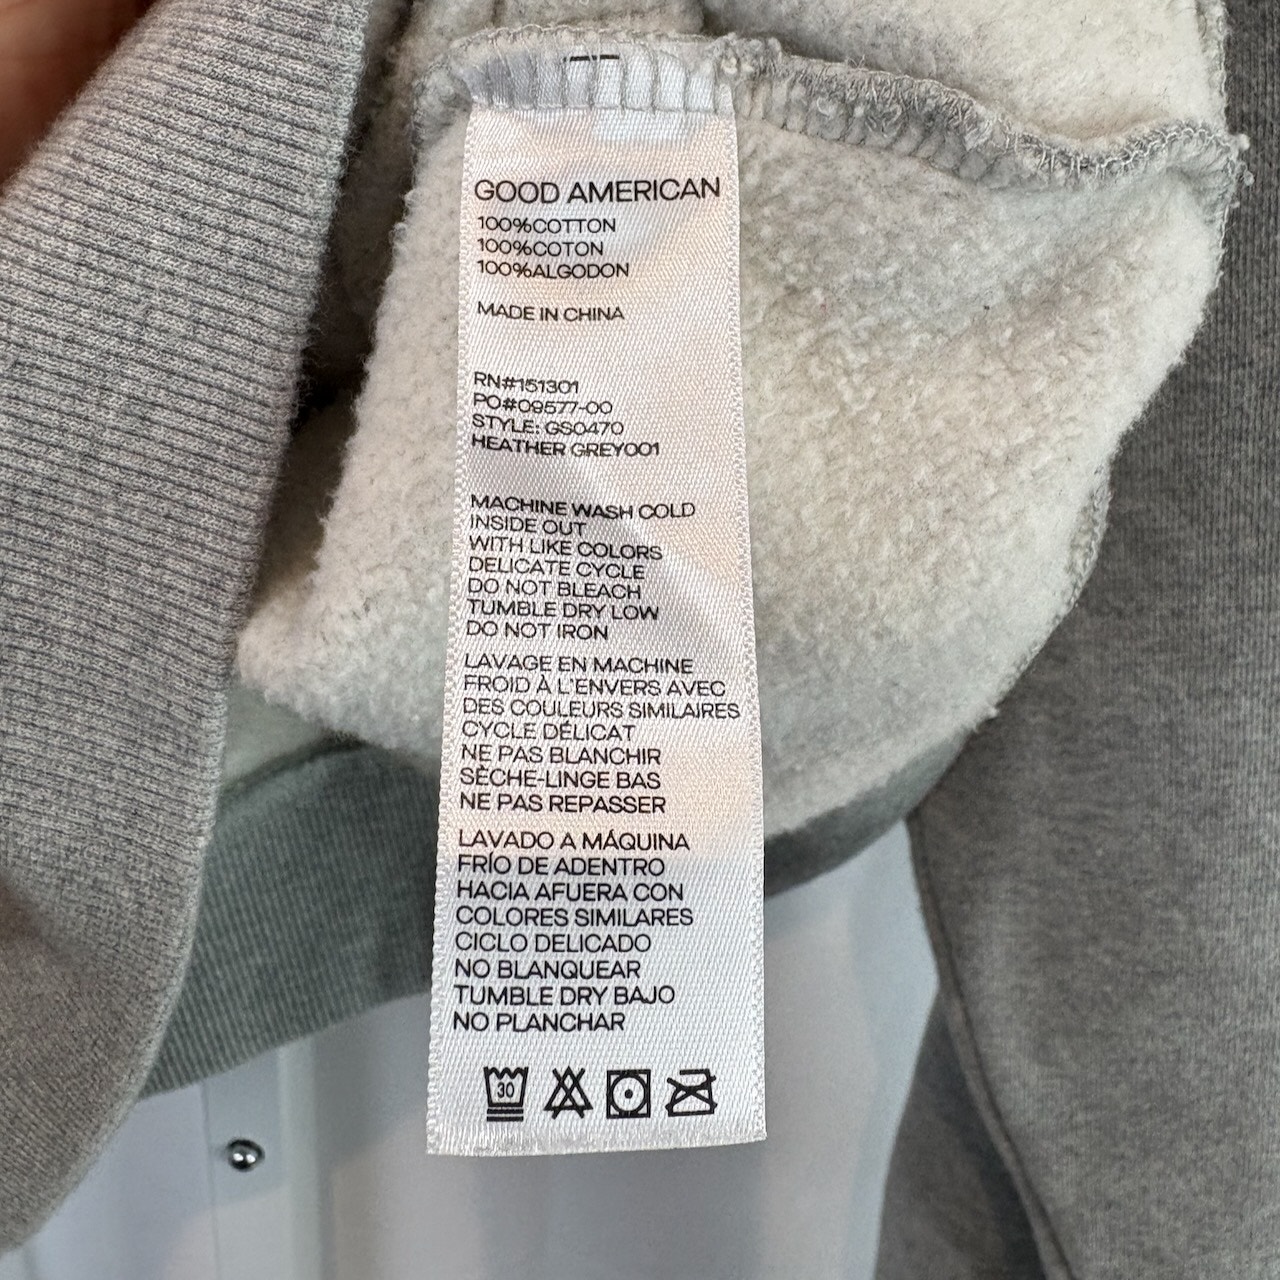 GOOD AMERICAN
100%COTTON
100%COTON
100%ALGODON
MADE IN CHINA
RN#151301
PO#09577-00
STYLE: GS0470
HEATHER GREY001
MACHINE WASH COLD
INSIDE OUT
WITH LIKE COLORS
DELICATE CYCLE
DO NOT BLEACH
TUMBLE DRY LOW
DO NOT IRON
LAVAGE EN MACHINE
FROID À L'ENVERS AVEC
DES COULEURS SIMILAIRES
CYCLE DÉLICAT
NE PAS BLANCHIR
SÈCHE-LINGE BAS
NE PAS REPASSER
LAVADO A MÁQUINA
FRÍO DE ADENTRO
HACIA AFUERA CON
COLORES SIMILARES
CICLO DELICADO
NO BLANQUEAR
TUMBLE DRY BAJO
NO PLANCHAR
30